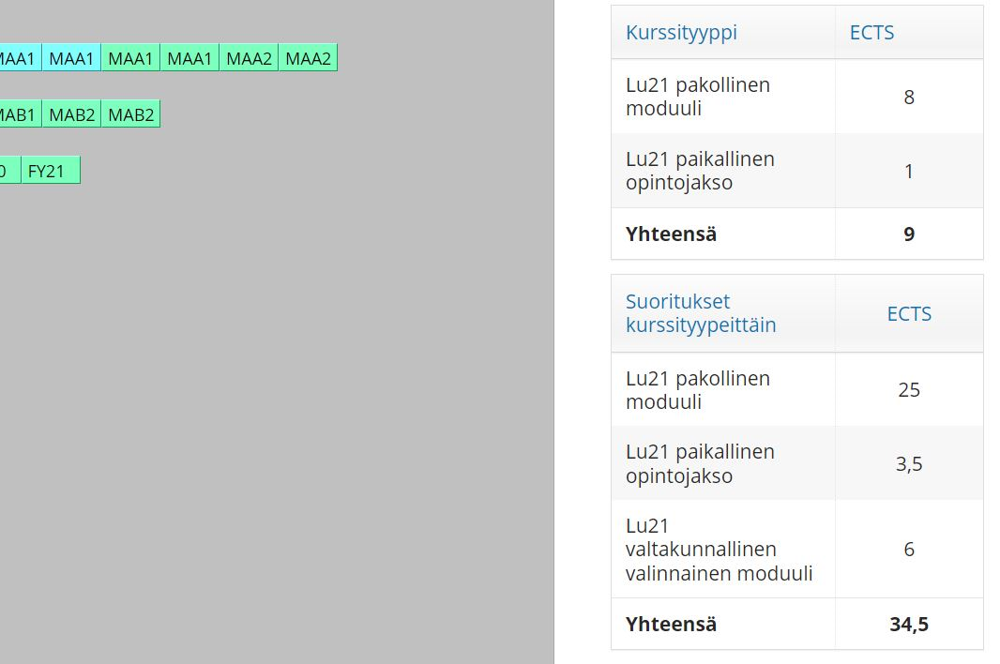 MAA1 MAA1 MAA1 MAA1 MAA2 MAA2
MAB1 MAB2 MAB2
0 FY21
Kurssityyppi ECTS
Lu21 pakollinen
moduuli
8
Lu21 paikallinen
opintojakso
1
Yhteensä 9
Suoritukset
kurssityypeittäin
ECTS
Lu21 pakollinen
moduuli
25
Lu21 paikallinen
opintojakso
3,5
Lu21
valtakunnallinen
valinnainen moduuli
6
Yhteensä 34,5